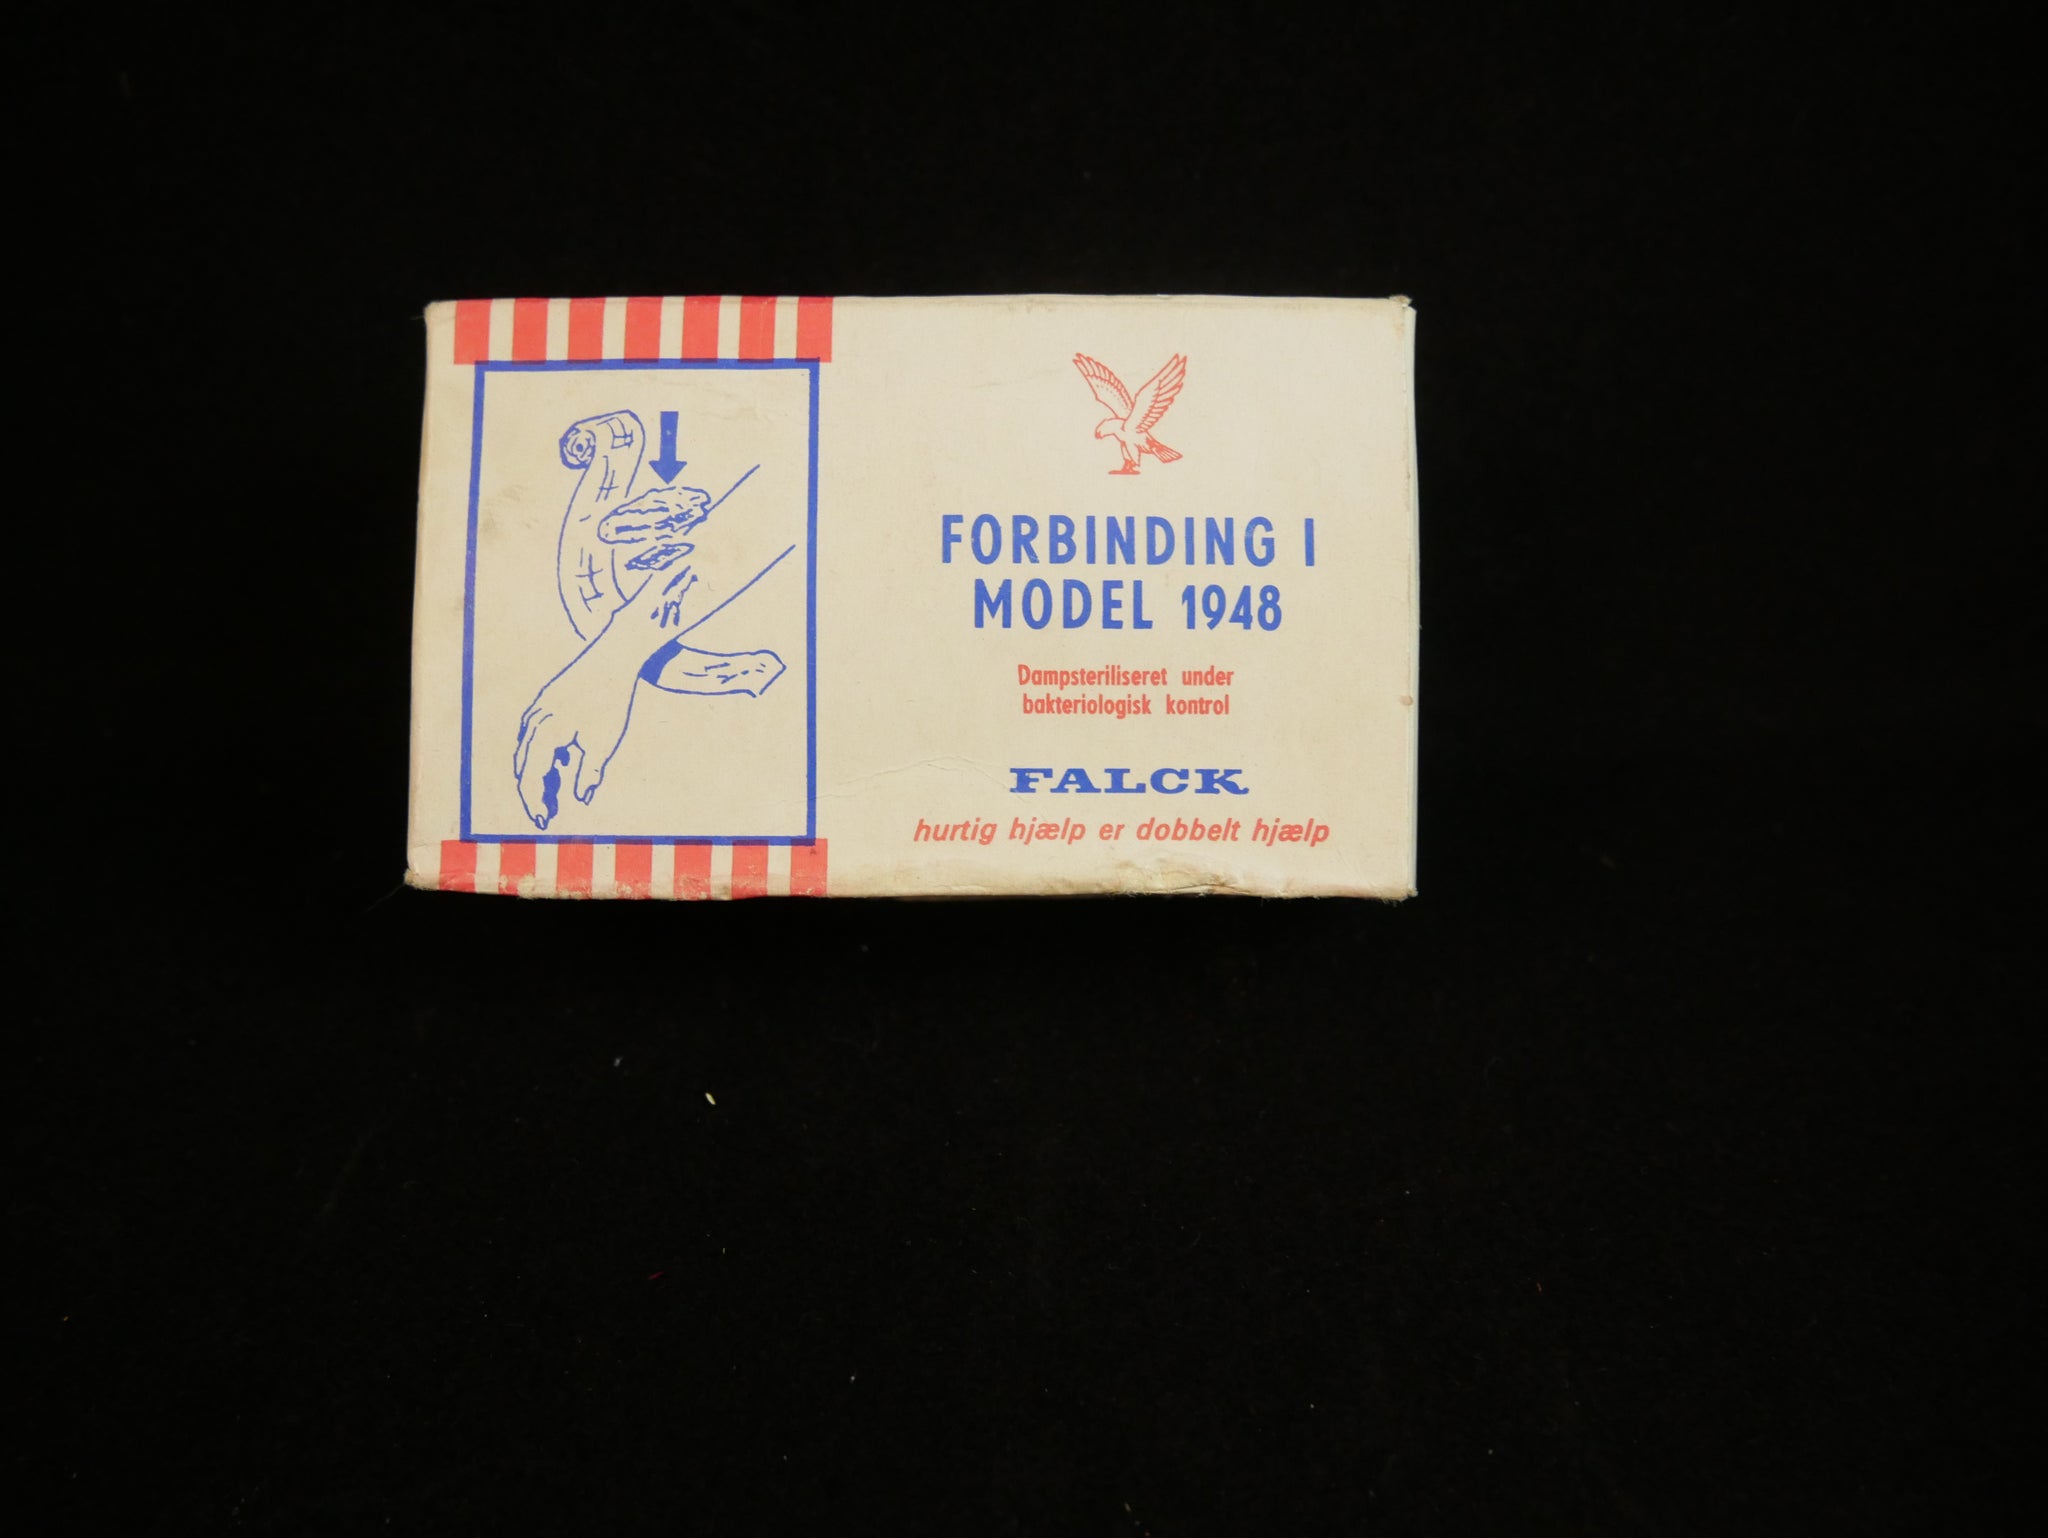 FORBINDING I
MODEL 1948
Dampsteriliseret under
bakteriologisk kontrol
FALCK
hurtig hjælp er dobbelt hjælp